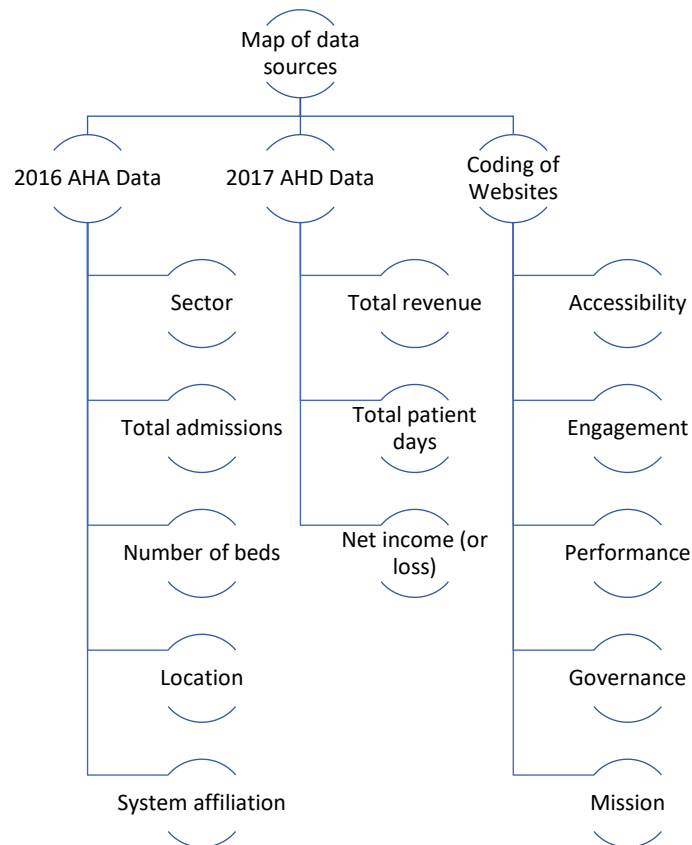 Map of data
sources
2016 AHA Data
2017 AHD Data
Coding of
Websites
Sector
Total admissions
Number of beds
Location
System affiliation
Total revenue
Total patient
days
Net income (or
loss)
Accessibility
Engagement
Performance
Governance
Mission